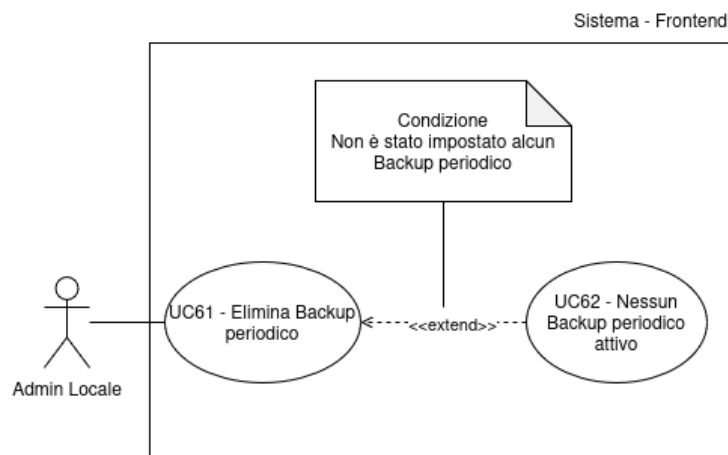 Sistema - Frontend
Condizione
Non è stato impostato alcun
Backup periodico
UC61 - Elimina Backup
periodico
<<extend>>
UC62 - Nessun
Backup periodico
attivo
Admin Locale